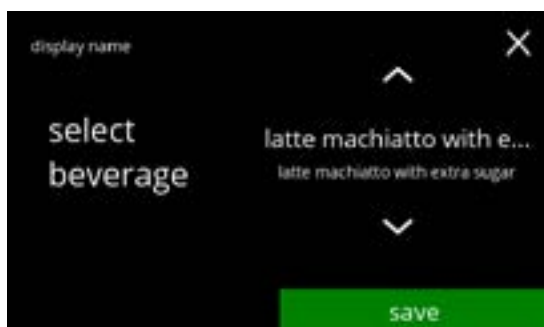 display name
select
beverage
latte machiatto with e...
latte machiatto with extra sugar
save